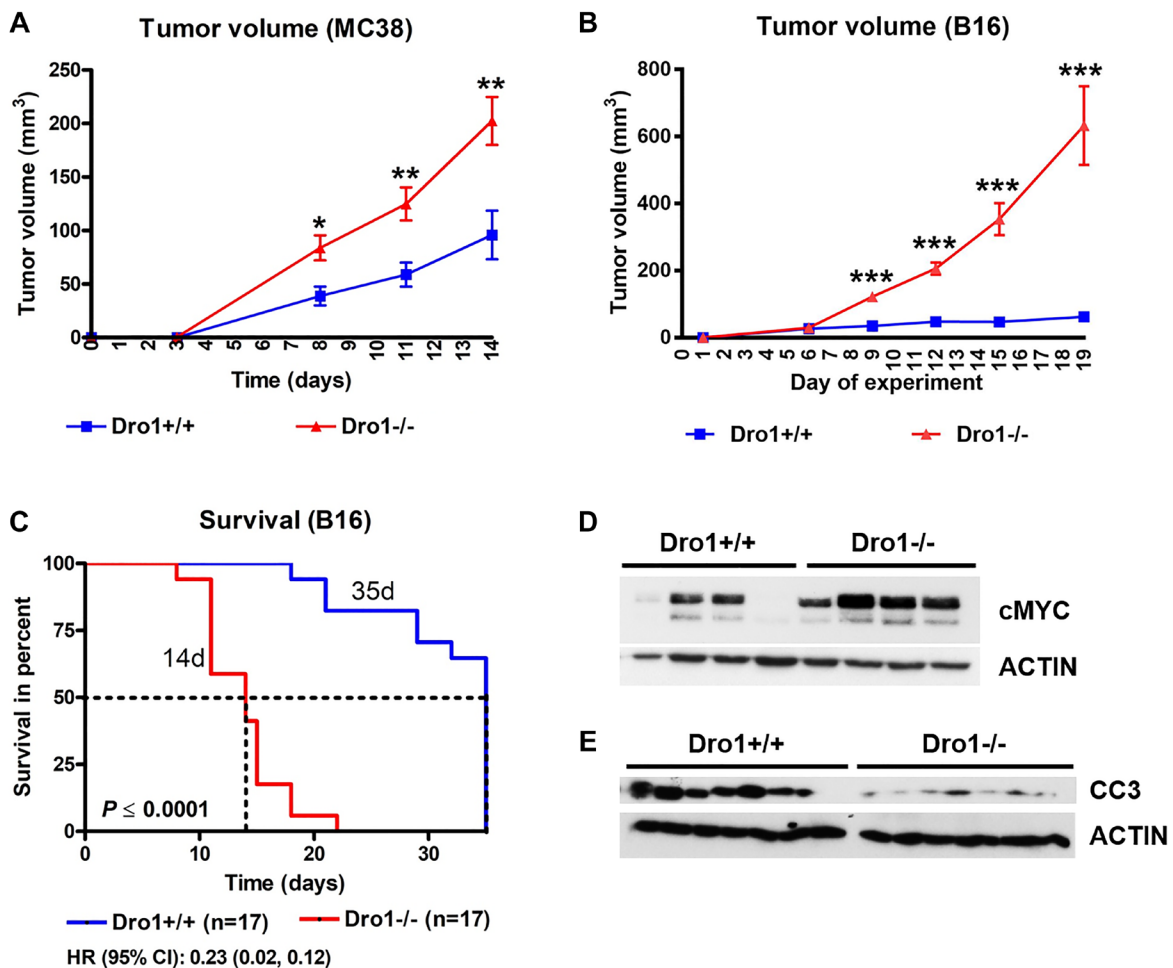 A
Tumor volume (MC38)
Tumor volume (mm³)
250
200
150
100
50
0
**
**
*
0 1 2 3 4 5 6 7 8 9 10 11 12 13 14
Time (days)
Dro1+/+ Dro1-/-
B
Tumor volume (B16)
Tumor volume (mm³)
800
600
400
200
0
***
***
***
***
0 1 2 3 4 5 6 7 8 9 10 11 12 13 14 15 16 17 18 19
Day of experiment
Dro1+/+ Dro1-/-
C
Survival (B16)
Survival in percent
100
75
50
25
0
35d
14d
P ≤ 0.0001
0 10 20 30
Time (days)
Dro1+/+ (n=17) Dro1-/- (n=17)
HR (95% CI): 0.23 (0.02, 0.12)
D
Dro1+/+ Dro1-/-
cMYC
ACTIN
E
Dro1+/+ Dro1-/-
CC3
ACTIN